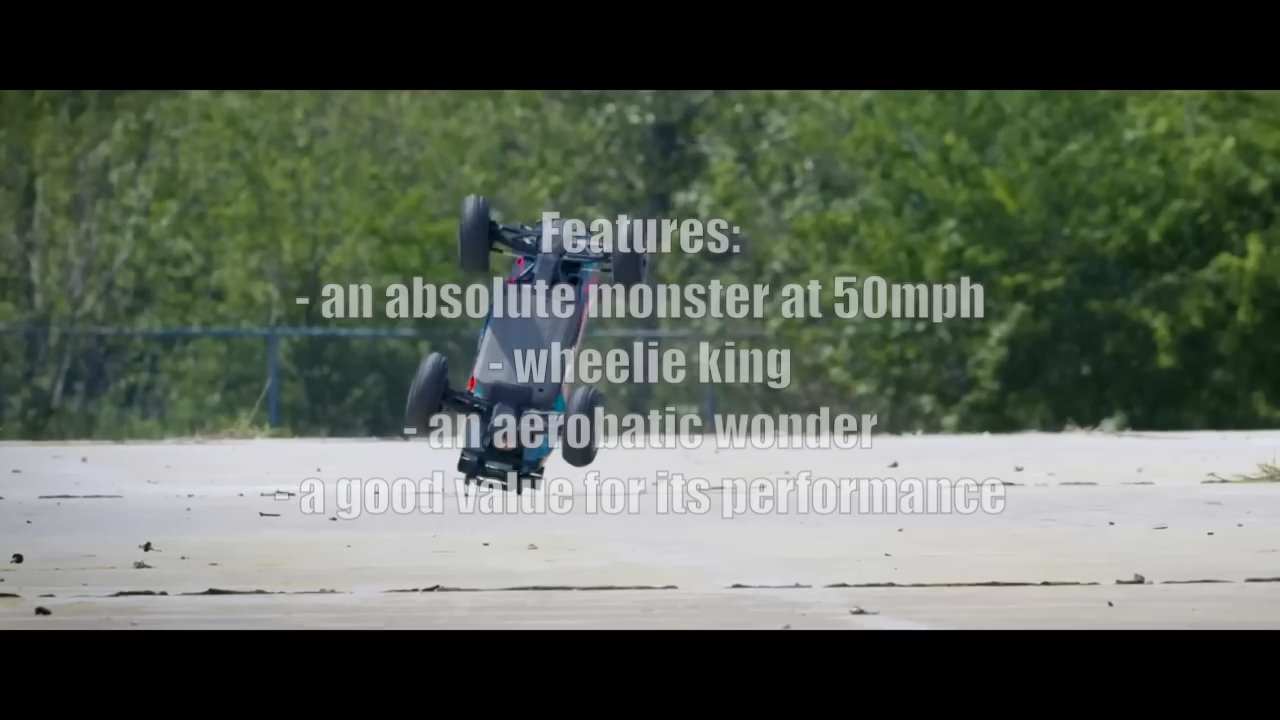 Features:
- an absolute monster at 50mph
- wheelie king
- an aerobatic wonder
- a good value for its performance